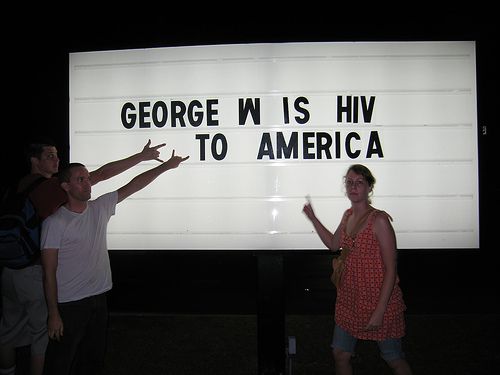 GEORGE W IS HIV
TO AMERICA